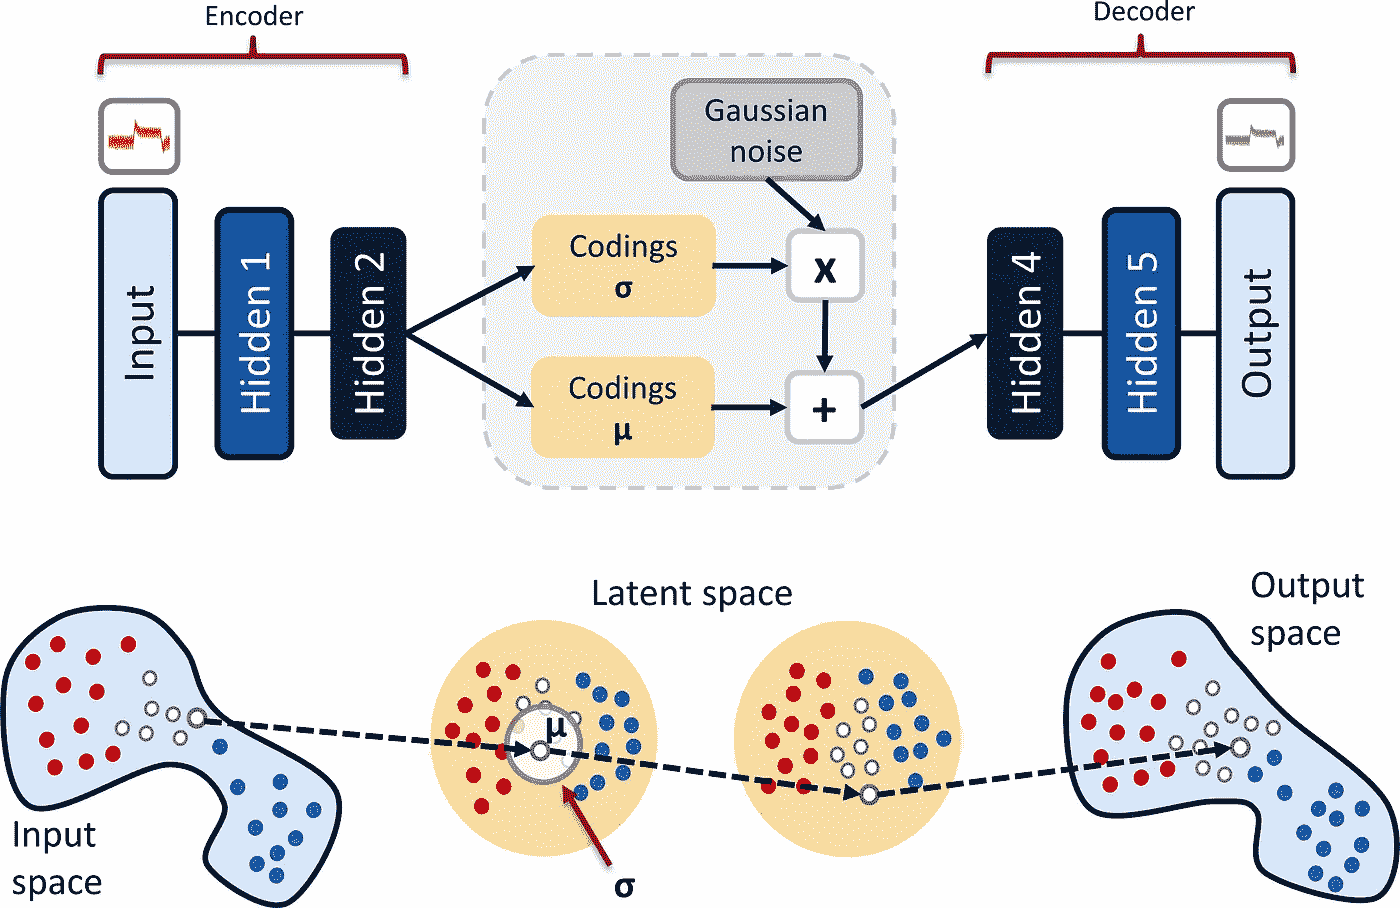 Encoder
Decoder
Gaussian
noise
Codings
σ
x
Codings
μ
+
Input
Hidden 1
Hidden 2
Hidden 4
Hidden 5
Output
Latent space
Output
space
μ
Input
space
σ